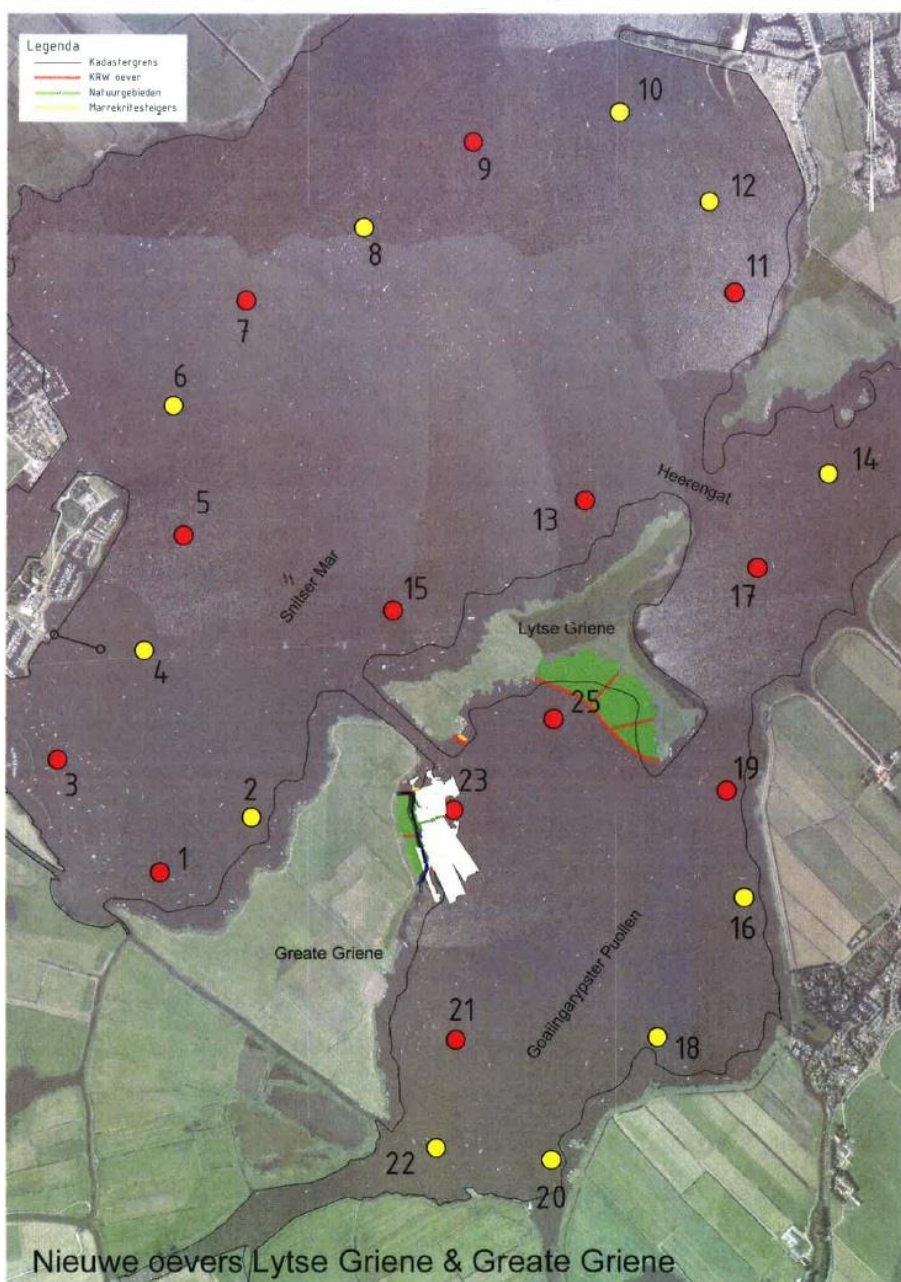 Legenda
Kadastergrens
KRW oever
Natuurgebieden
Marrekritesteigers
10
9
12
8
11
7
6
14
Heerengat
5
13
17
Snitser Mar
15
Lytse Griene
4
25
3
19
2
23
1
16
Greate Griene
Goaiingarypster Puollen
21
18
22
20
Nieuwe oevers Lytse Griene & Greate Griene